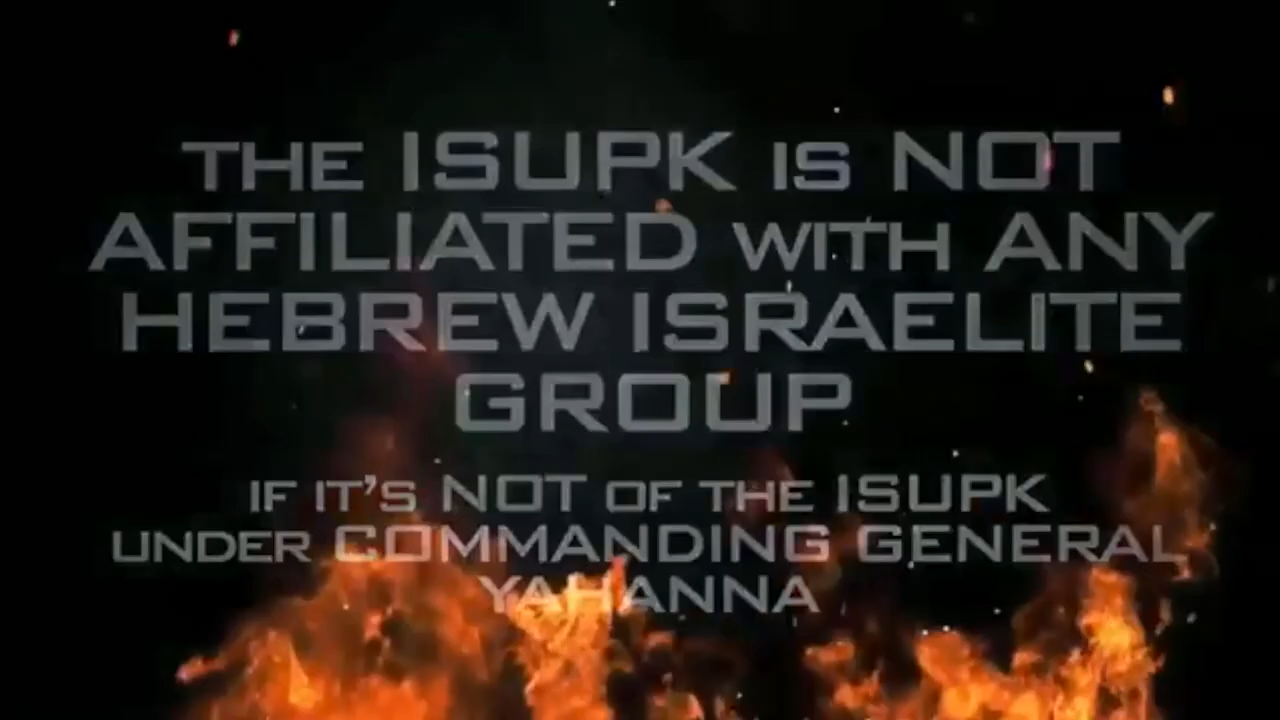 THE ISUPK IS NOT
AFFILIATED WITH ANY
HEBREW ISRAELITE
GROUP
IF IT'S NOT OF THE ISUPK
UNDER COMMANDING GENERAL
YAHANNA